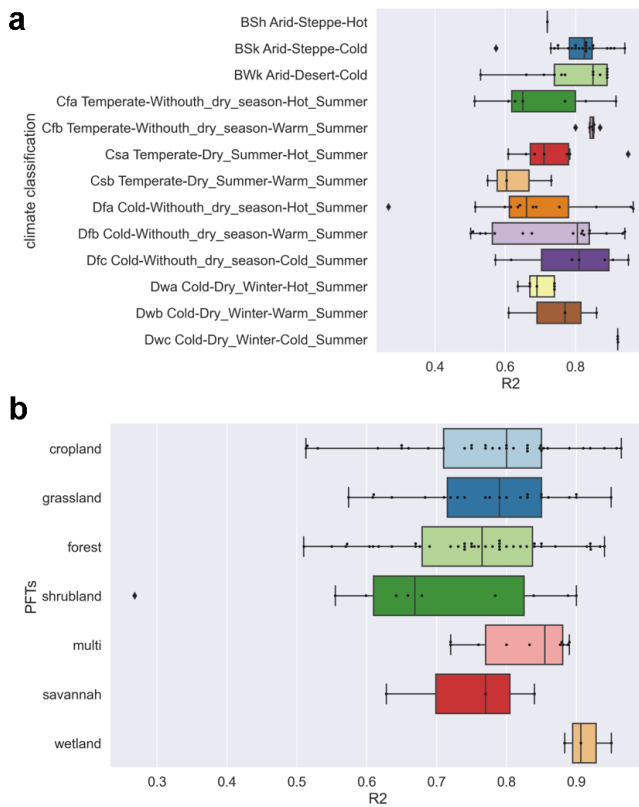 a
climate classification
BSh Arid-Steppe-Hot
BSk Arid-Steppe-Cold
BWk Arid-Desert-Cold
Cfa Temperate-Withouth_dry_season-Hot_Summer
Cfb Temperate-Without_dry_season-Warm_Summer
Csa Temperate-Dry_Summer-Hot_Summer
Csb Temperate-Dry_Summer-Warm_Summer
Dfa Cold-Withouth_dry_season-Hot_Summer
Dfb Cold-Withouth_dry_season-Warm_Summer
Dfc Cold-Withouth_dry_season-Cold_Summer
Dwa Cold-Dry_Winter-Hot_Summer
Dwb Cold-Dry_Winter-Warm_Summer
Dwc Cold-Dry_Winter-Cold_Summer
0.4 0.6 0.8
R2
b
PFTs
cropland
grassland
forest
shrubland
multi
savannah
wetland
0.3 0.4 0.5 0.6 0.7 0.8 0.9
R2